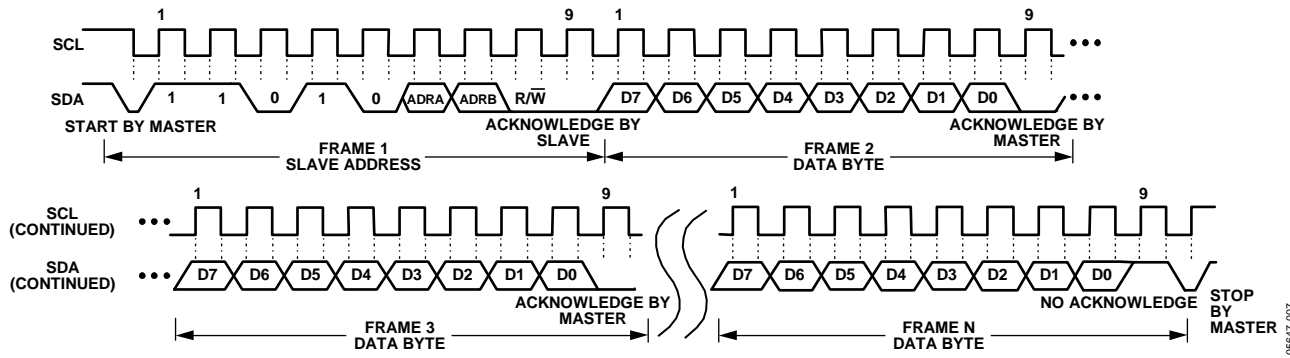 1 9 1 9
SCL •••
SDA 1 1 0 1 0 ADRA ADRB R/W̅ D7 D6 D5 D4 D3 D2 D1 D0 •••
START BY MASTER
ACKNOWLEDGE BY
SLAVE
ACKNOWLEDGE BY
MASTER
FRAME 1
SLAVE ADDRESS
FRAME 2
DATA BYTE
1 9 1 9
SCL
(CONTINUED) •••
SDA
(CONTINUED) ••• D7 D6 D5 D4 D3 D2 D1 D0 D7 D6 D5 D4 D3 D2 D1 D0
ACKNOWLEDGE BY
MASTER
NO ACKNOWLEDGE
STOP
BY
MASTER
FRAME 3
DATA BYTE
FRAME N
DATA BYTE